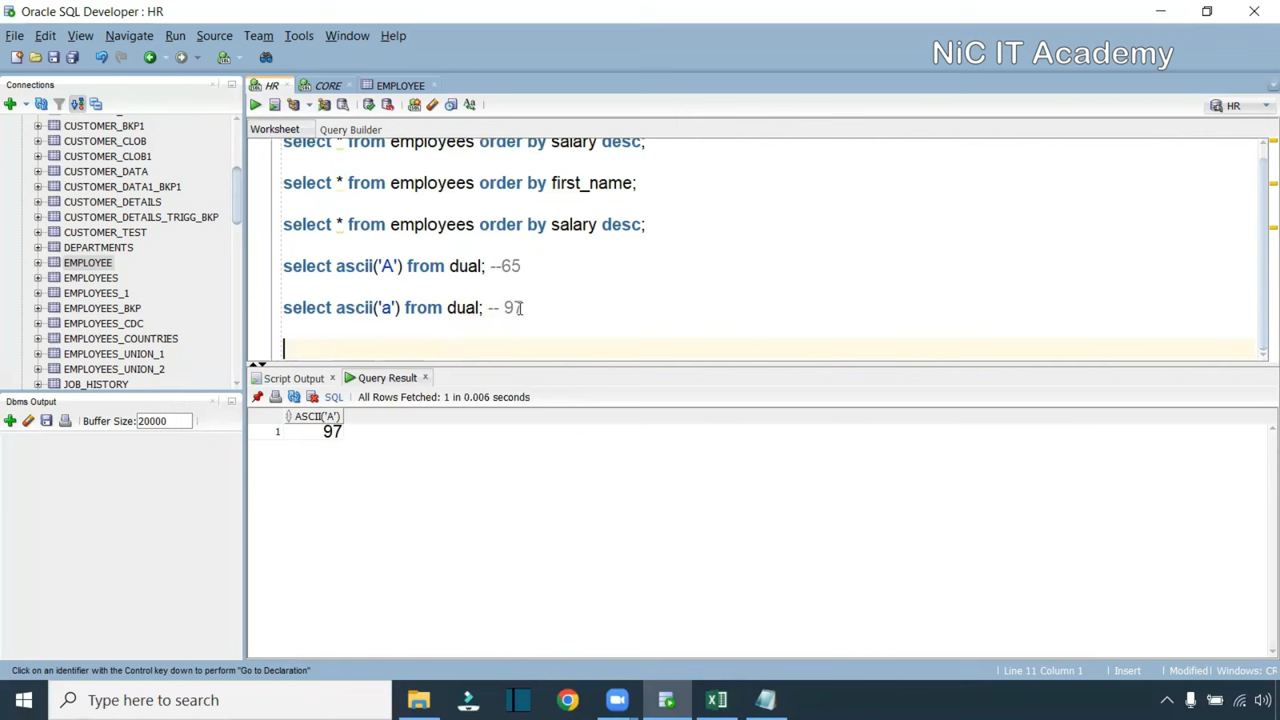 Oracle SQL Developer : HR
File Edit View Navigate Run Source Team Tools Window Help
NiC IT Academy
Connections
HR CORE EMPLOYEE
HR
Worksheet Query Builder
CUSTOMER_BKP1
CUSTOMER_CLOB
CUSTOMER_CLOB1
CUSTOMER_DATA
CUSTOMER_DATA1_BKP1
CUSTOMER_DETAILS
CUSTOMER_DETAILS_TRIGG_BKP
CUSTOMER_TEST
DEPARTMENTS
EMPLOYEE
EMPLOYEES
EMPLOYEES_1
EMPLOYEES_BKP
EMPLOYEES_CDC
EMPLOYEES_COUNTRIES
EMPLOYEES_UNION_1
EMPLOYEES_UNION_2
JOB_HISTORY
select * from employees order by salary desc;
select * from employees order by first_name;
select * from employees order by salary desc;
select ascii('A') from dual; --65
select ascii('a') from dual; -- 97
Dbms Output
Buffer Size: 20000
Script Output Query Result
SQL All Rows Fetched: 1 in 0.006 seconds
ASCII('A')
1 97
Click on an identifier with the Control key down to perform "Go to Declaration"
Line 11 Column 1 Insert Modified Windows: CR
Type here to search